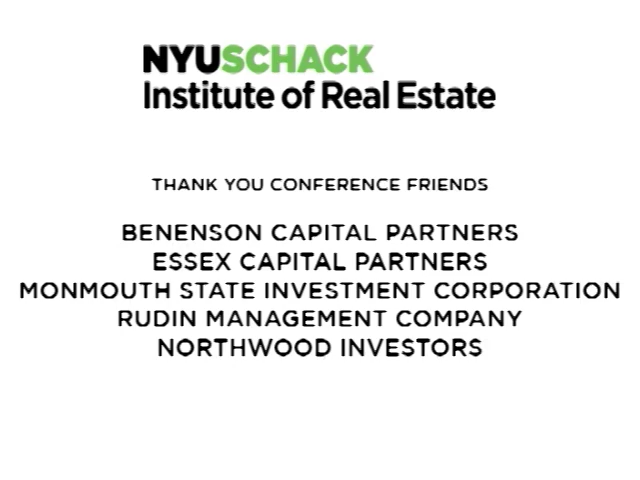 NYUSCHACK
Institute of Real Estate
THANK YOU CONFERENCE FRIENDS
BENENSON CAPITAL PARTNERS
ESSEX CAPITAL PARTNERS
MONMOUTH STATE INVESTMENT CORPORATION
RUDIN MANAGEMENT COMPANY
NORTHWOOD INVESTORS